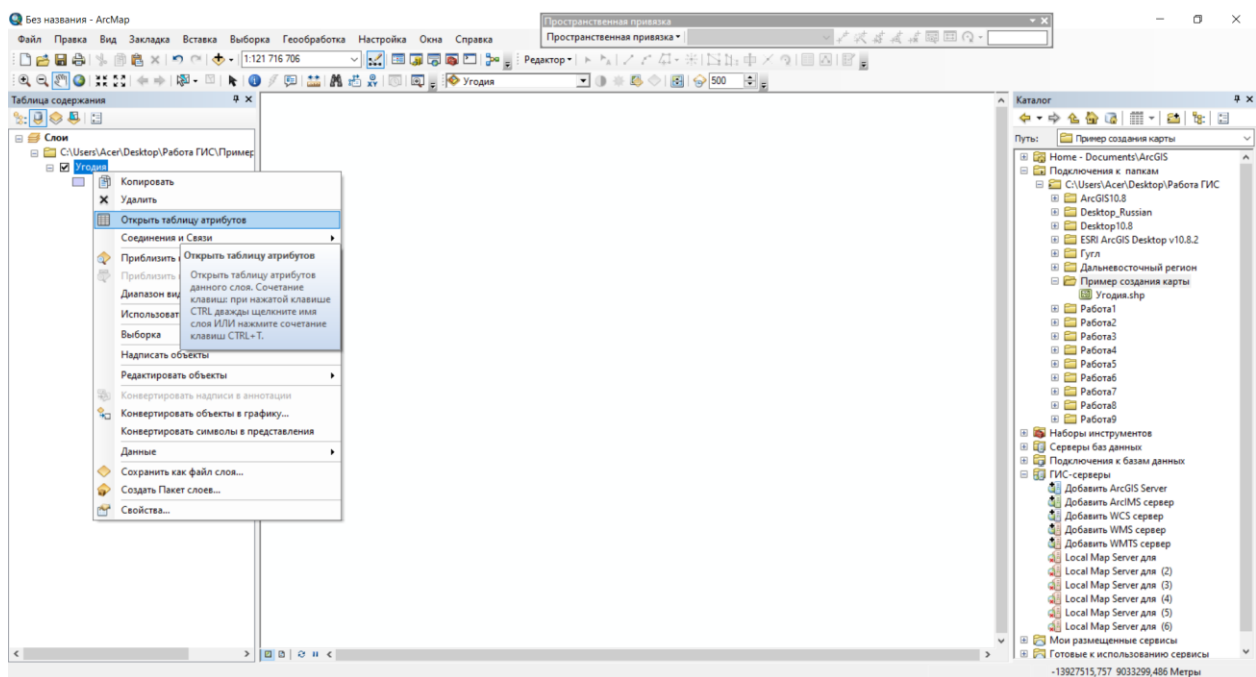 Без названия - ArcMap
Пространственная привязка
Файл Правка Вид Закладка Вставка Выборка Геообработка Настройка Окна Справка
Пространственная привязка
1:121 716 706
Редактор
Угодия
500
Таблица содержания
Слои
C:\Users\Acer\Desktop\Работа ГИС\Пример
Угодия
Копировать
Удалить
Открыть таблицу атрибутов
Соединения и Связи
Приблизить
Приблизить
Диапазон вид
Использоват
Выборка
Надписать объекты
Редактировать объекты
Конвертировать надписи в аннотации
Конвертировать объекты в графику...
Конвертировать символы в представления
Данные
Сохранить как файл слоя...
Создать Пакет слоев...
Свойства...
Открыть таблицу атрибутов
Открыть таблицу атрибутов
данного слоя. Сочетание
клавиш: при нажатой клавише
CTRL дважды щелкните имя
слоя ИЛИ нажмите сочетание
клавиш CTRL+T.
Каталог
Путь: Пример создания карты
Home - Documents\ArcGIS
Подключения к папкам
C:\Users\Acer\Desktop\Работа ГИС
ArcGIS10.8
Desktop_Russian
Desktop10.8
ESRI ArcGIS Desktop v10.8.2
Гугл
Дальневосточный регион
Пример создания карты
Угодия.shp
Работа1
Работа2
Работа3
Работа4
Работа5
Работа6
Работа7
Работа8
Работа9
Наборы инструментов
Серверы баз данных
Подключения к базам данных
ГИС-серверы
Добавить ArcGIS Server
Добавить ArcIMS сервер
Добавить WCS сервер
Добавить WMS сервер
Добавить WMTS сервер
Local Map Server для
Local Map Server для (2)
Local Map Server для (3)
Local Map Server для (4)
Local Map Server для (5)
Local Map Server для (6)
Мои размещенные сервисы
Готовые к использованию сервисы
-13927515,757 9033299,486 Метры